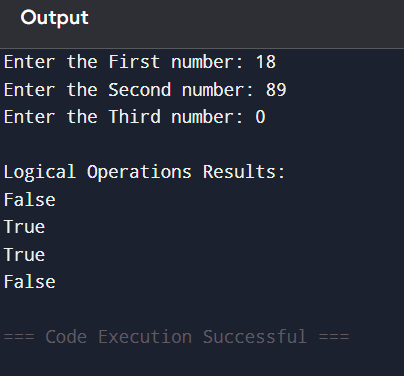 Output
Enter the First number: 18
Enter the Second number: 89
Enter the Third number: 0
Logical Operations Results:
False
True
True
False
=== Code Execution Successful ===